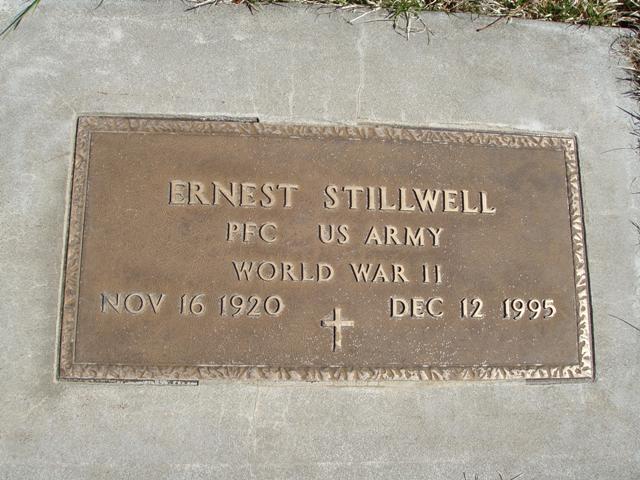 ERNEST STILLWELL
PFC US ARMY
WORLD WAR II
NOV 16 1920 DEC 12 1995